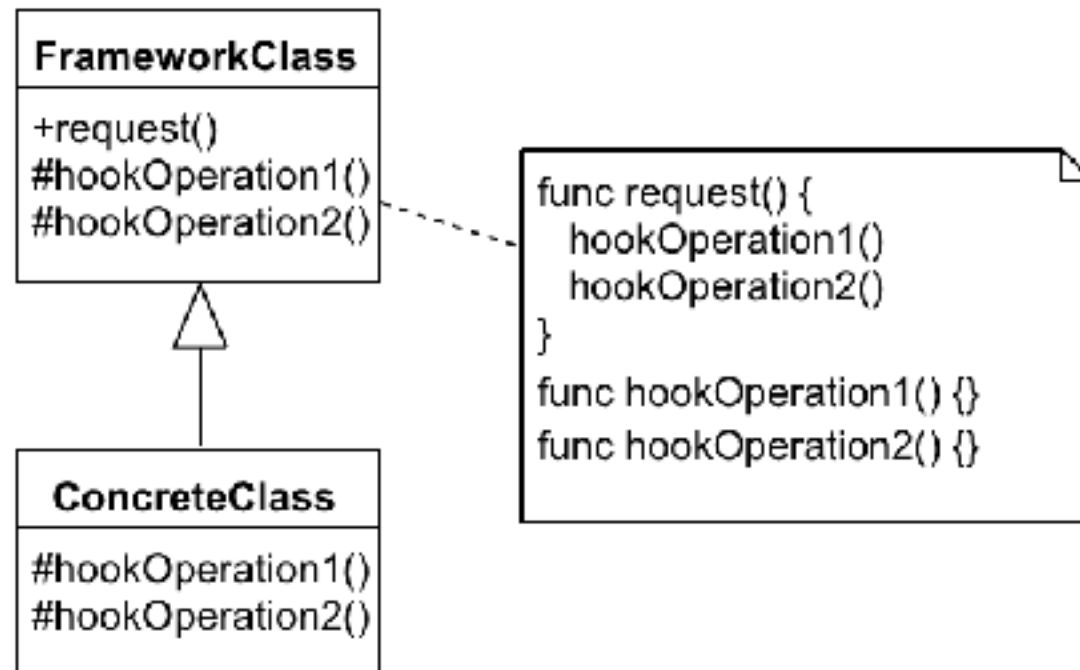 FrameworkClass
+request()
#hookOperation1()
#hookOperation2()
func request() {
hookOperation1()
hookOperation2()
}
func hookOperation1() {}
func hookOperation2() {}
ConcreteClass
#hookOperation1()
#hookOperation2()